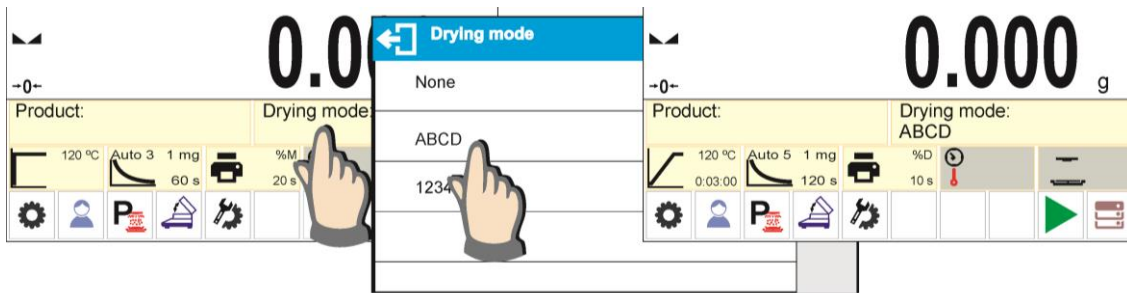 0.0
→0←
Product:
Drying mode:
120 ºC
Auto 3 1 mg
60 s
%M
20 s
P
Drying mode
None
ABCD
1234
0.000 g
→0←
Product:
Drying mode:
ABCD
120 ºC
0:03:00
Auto 5 1 mg
120 s
%D
10 s
P